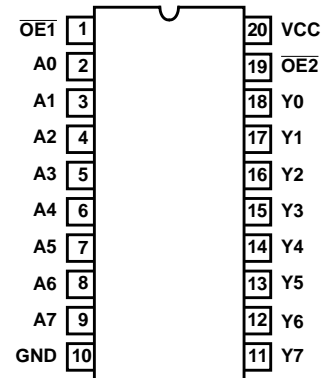 O̅E̅1̅ 1 20 VCC
A0 2 19 O̅E̅2̅
A1 3 18 Y0
A2 4 17 Y1
A3 5 16 Y2
A4 6 15 Y3
A5 7 14 Y4
A6 8 13 Y5
A7 9 12 Y6
GND 10 11 Y7